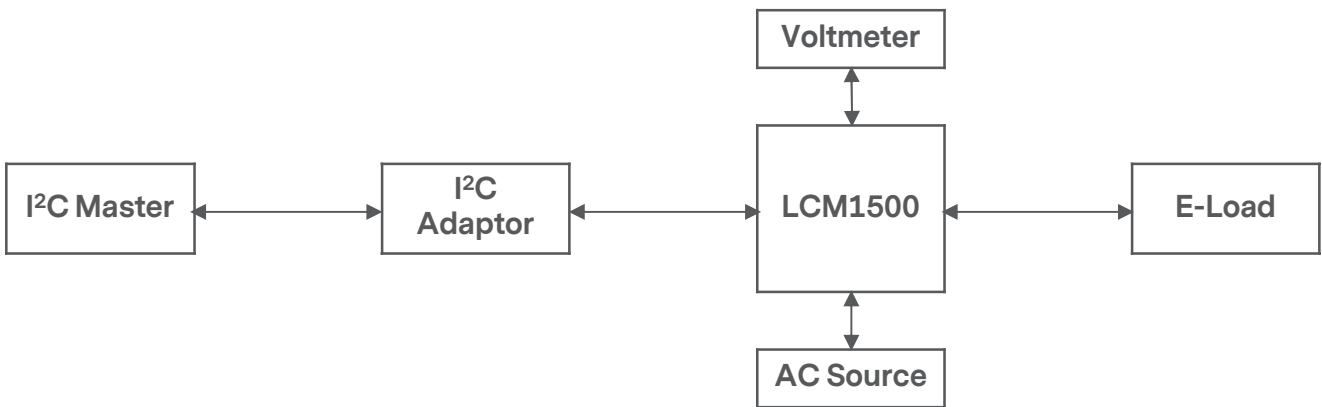 Voltmeter
I²C Master
I²C
Adaptor
LCM1500
E-Load
AC Source